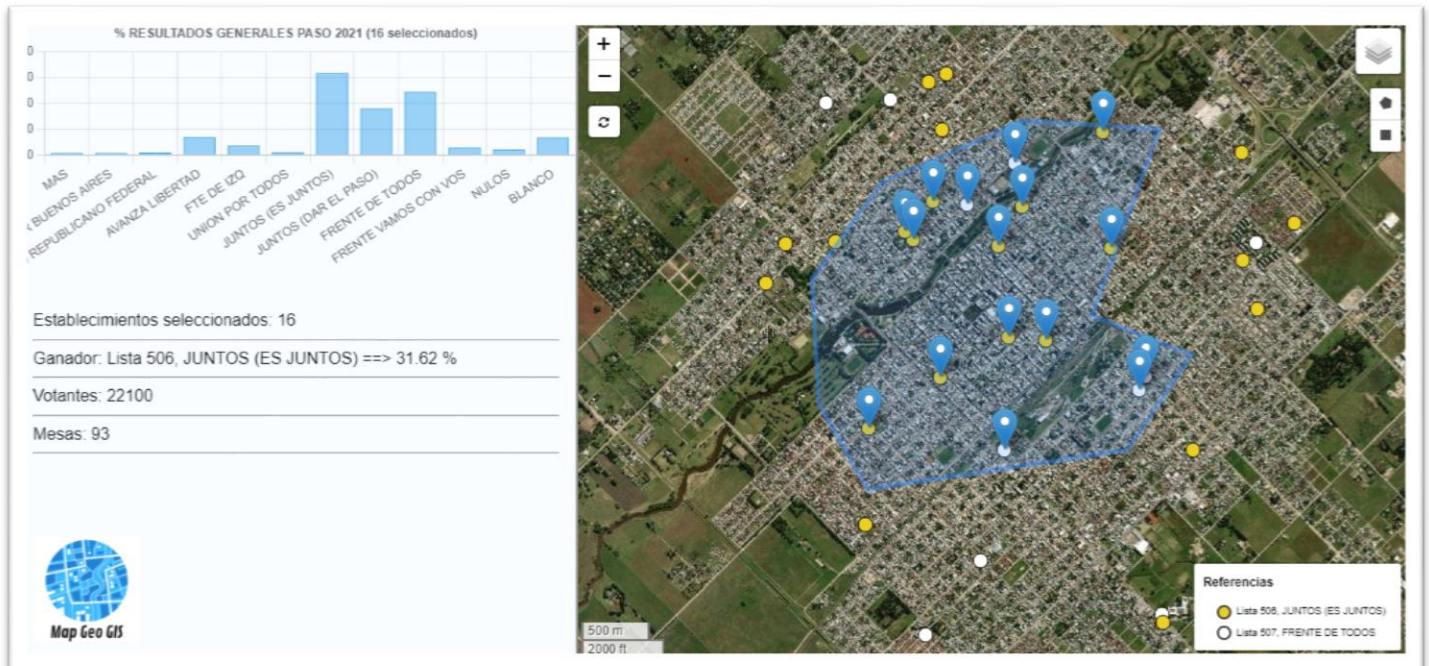 % RESULTADOS GENERALES PASO 2021 (16 seleccionados)
0
0
0
0
0
MAS
BUENOS AIRES
REPUBLICANO FEDERAL
AVANZA LIBERTAD
FTE DE IZQ
UNION POR TODOS
JUNTOS (ES JUNTOS)
JUNTOS (DAR EL PASO)
FRENTE DE TODOS
FRENTE VAMOS CON VOS
NULOS
BLANCO
Establecimientos seleccionados: 16
Ganador: Lista 506, JUNTOS (ES JUNTOS) ==> 31.62 %
Votantes: 22100
Mesas: 93
Map Geo GIS
+
−
500 m
2000 ft
Referencias
Lista 506, JUNTOS (ES JUNTOS)
Lista 507, FRENTE DE TODOS